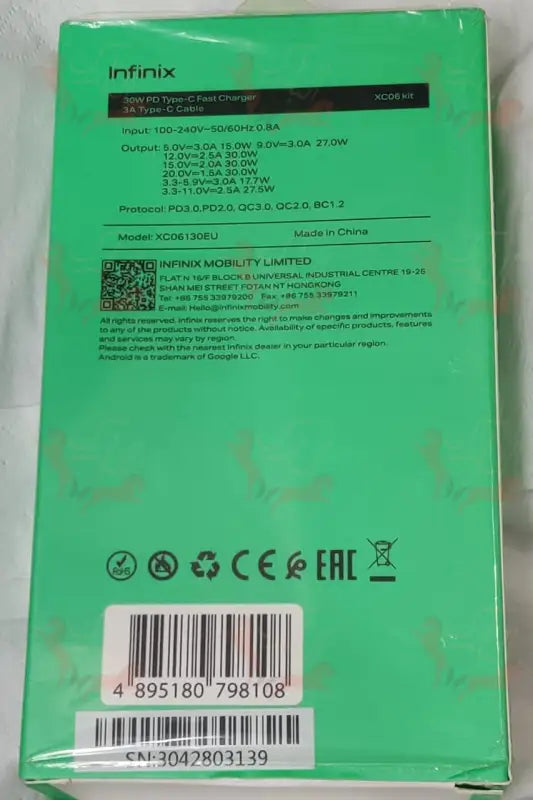 Infinix
30W PD Type-C Fast Charger XC06 kit
3A Type-C Cable
Input: 100-240V~50/60Hz 0.8A
Output: 5.0V=3.0A 15.0W 9.0V=3.0A 27.0W
12.0V=2.5A 30.0W
15.0V=2.0A 30.0W
20.0V=1.5A 30.0W
3.3-5.9V=3.0A 17.7W
3.3-11.0V=2.5A 27.5W
Protocol: PD3.0,PD2.0, QC3.0, QC2.0, BC1.2
Model: XC06130EU Made in China
INFINIX MOBILITY LIMITED
FLAT N 16/F BLOCK B UNIVERSAL INDUSTRIAL CENTRE 19-25
SHAN MEI STREET FOTAN NT HONGKONG
Tel: +86 755 33979200 Fax: +86 755 33979211
E-mail: Hello@infinixmobility.com
All rights reserved. Infinix reserves the right to make changes and improvements
to any of the products without notice. Availability of specific products, features
and services may vary by region.
Please check with the nearest Infinix dealer in your particular region.
Android is a trademark of Google LLC.
RoHS
CE
EAC
4 895180 798108
SN:3042803139